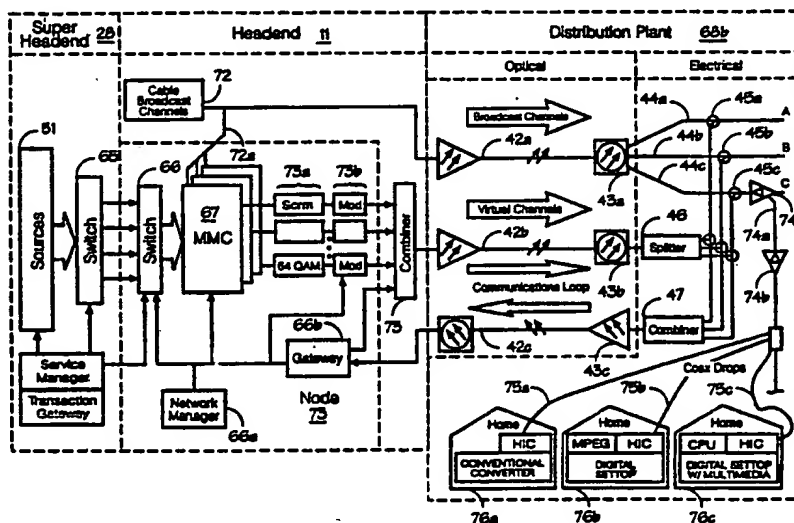 Super Headend 28
Headend 11
Distribution Plant 68b
Optical
Electrical
72
Cable Broadcast Channels
72a
51
65
66
67
MMC
Sources
Switch
Switch
73a
73b
Scrm
Mod
64 QAM
Mod
Combiner
73
Broadcast Channels
42a
43a
44a
44b
44c
45a
45b
45c
A
B
C
74
74a
74b
Virtual Channels
42b
43b
46
Splitter
Communications Loop
47
Combiner
42c
43c
66b
Gateway
Service Manager
Transaction Gateway
Network Manager
66a
Node 73
Coax Drops
75a
75b
75c
Home
HIC
CONVENTIONAL CONVERTER
76a
Home
MPEG
HIC
DIGITAL SETTOP
76b
Home
CPU
HIC
DIGITAL SETTOP W/ MULTIMEDIA
76c